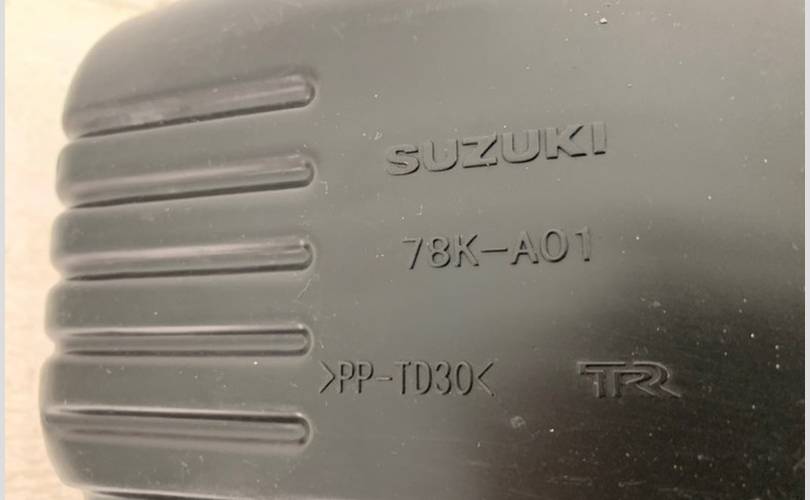 SUZUKI
78K-A01
>PP-TD30<
TR